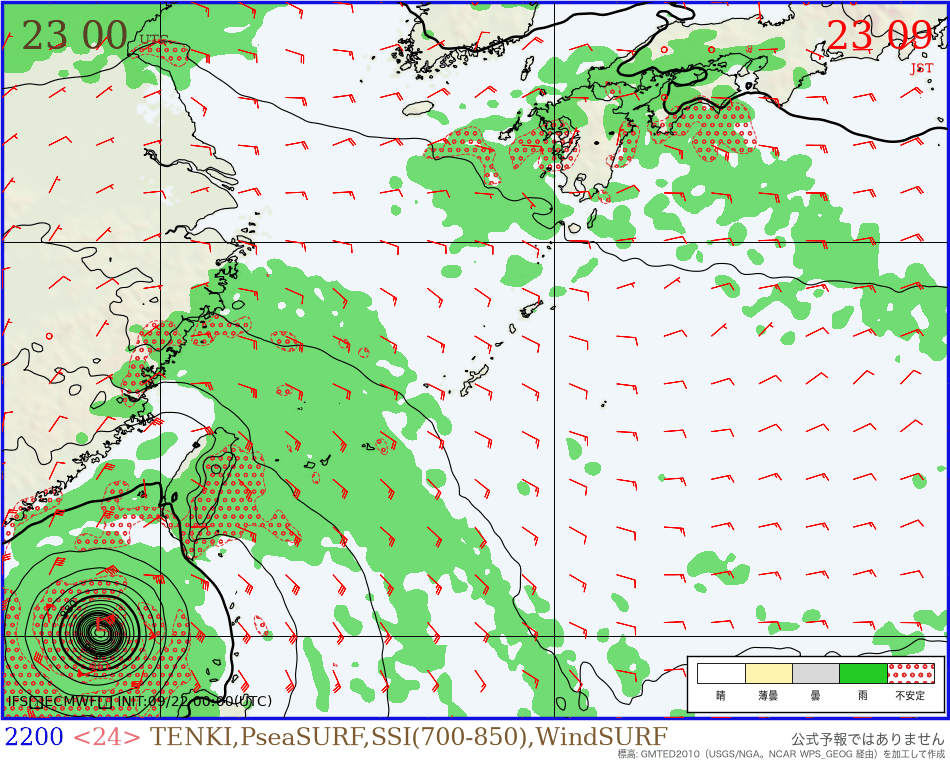 23 00 UTC
23 09
JST
IFS[ECMWF] INIT:09/22 00:00(UTC)
晴 薄曇 曇 雨 不安定
2200 <24> TENKI,PseaSURF,SSI(700-850),WindSURF
公式予報ではありません
標高: GMTED2010（USGS/NGA。NCAR WPS_GEOG 経由）を加工して作成